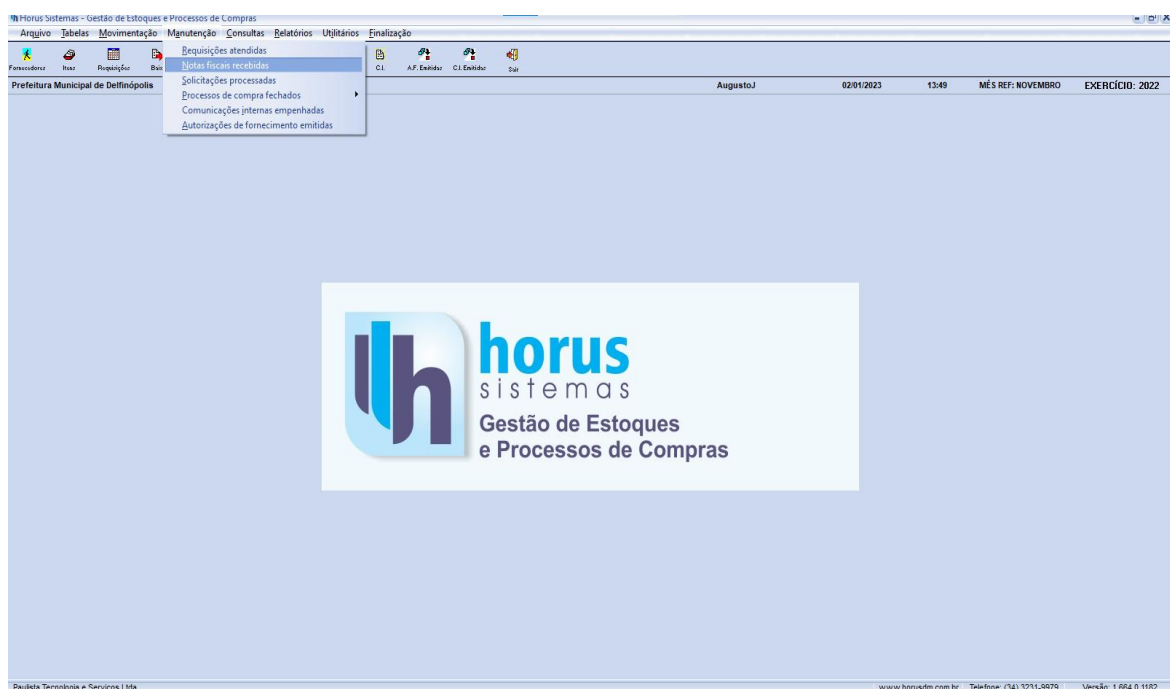 Horus Sistemas - Gestão de Estoques e Processos de Compras
Arquivo Tabelas Movimentação Manutenção Consultas Relatórios Utilitários Finalização
Fornecedores Itens Requisições C.I. A.F. Emitidas C.I. Emitidas Sair
Prefeitura Municipal de Delfinópolis AugustoJ 02/01/2023 13:49 MÊS REF: NOVEMBRO EXERCÍCIO: 2022
Requisições atendidas
Notas fiscais recebidas
Solicitações processadas
Processos de compra fechados
Comunicações internas empenhadas
Autorizações de fornecimento emitidas
horus
sistemas
Gestão de Estoques
e Processos de Compras
Paulista Tecnologia e Serviços Ltda www.horusdm.com.br Telefone: (34) 3231-9979 Versão: 1.664.0.1182